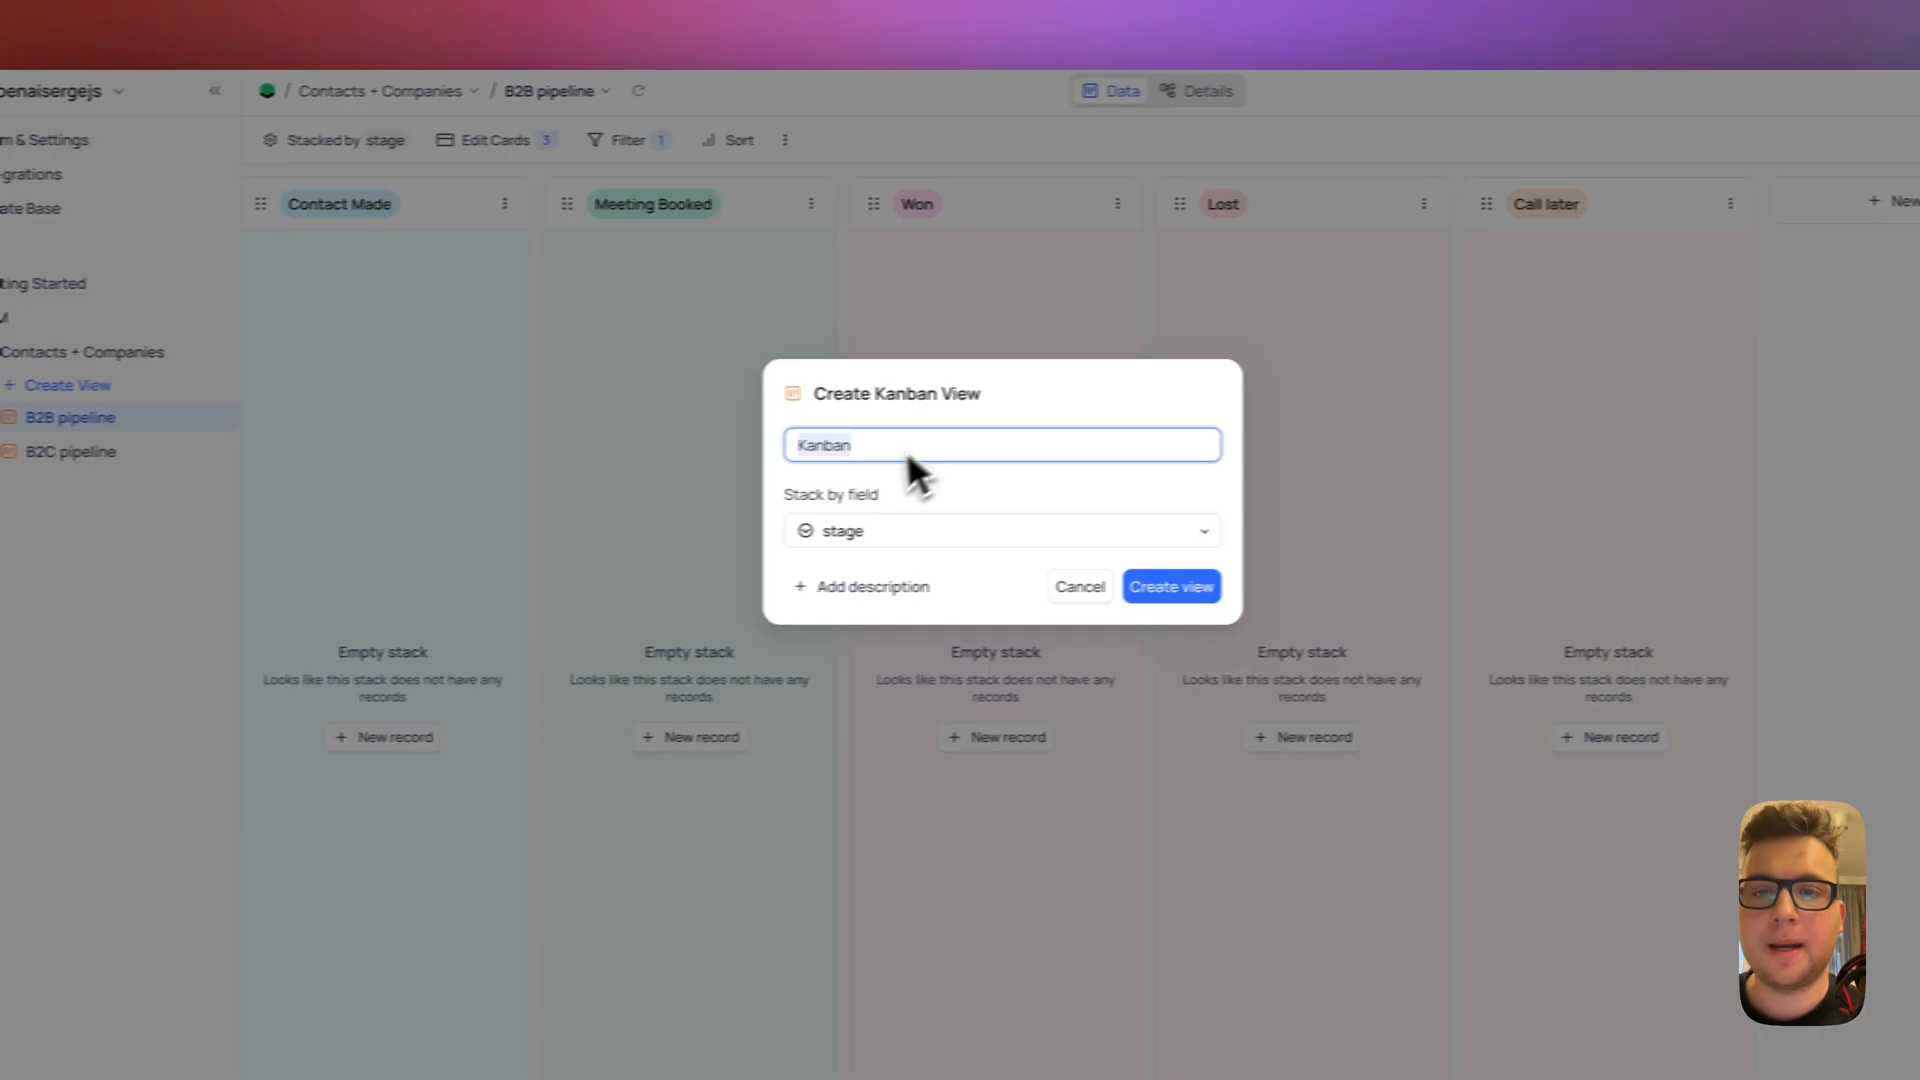 penaisergejs
/ Contacts + Companies / B2B pipeline
Data Details
m & Settings
Stacked by stage Edit Cards 3 Filter 1 Sort
-grations
ate Base
Contact Made Meeting Booked Won Lost Call later + New
ting Started
Contacts + Companies
+ Create View
B2B pipeline
B2C pipeline
Create Kanban View
Kanban
Stack by field
stage
+ Add description Cancel Create view
Empty stack Empty stack Empty stack Empty stack Empty stack
Looks like this stack does not have any records
Looks like this stack does not have any records
Looks like this stack does not have any records
Looks like this stack does not have any records
Looks like this stack does not have any records
+ New record + New record + New record + New record + New record